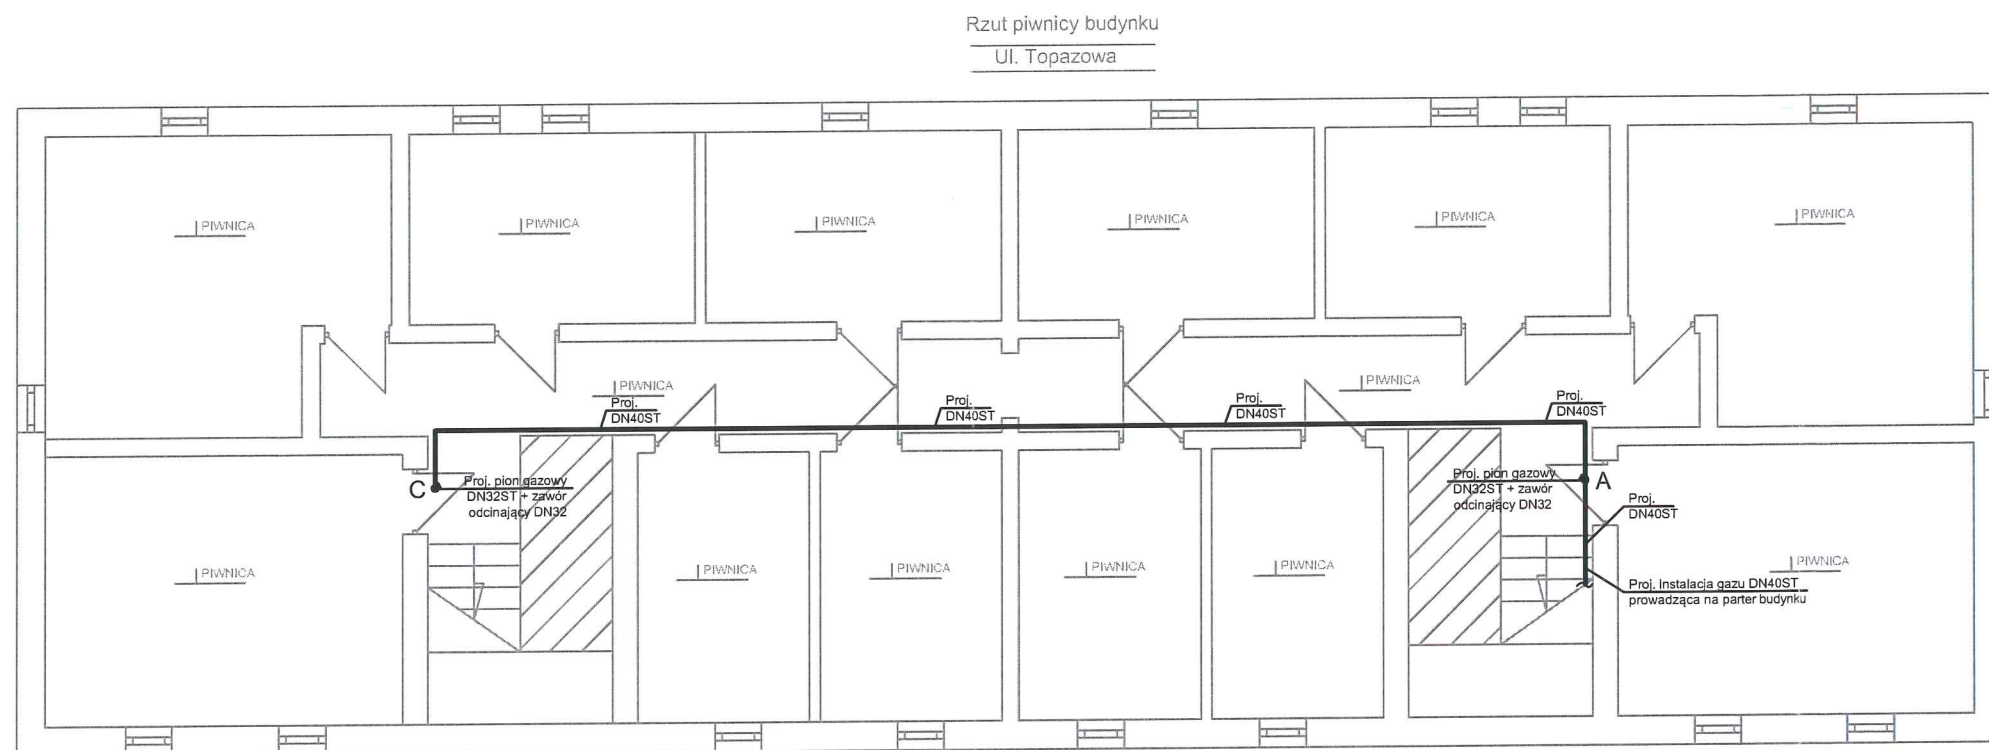 Rzut piwnicy budynku
Ul. Topazowa
PIWNICA
PIWNICA
PIWNICA
PIWNICA
PIWNICA
PIWNICA
PIWNICA
PIWNICA
Proj.
DN40ST
Proj.
DN40ST
Proj.
DN40ST
Proj.
DN40ST
C
Proj. pion gazowy
DN32ST + zawór
odcinający DN32
Proj. pion gazowy
DN32ST + zawór
odcinający DN32
A
Proj.
DN40ST
PIWNICA
PIWNICA
PIWNICA
PIWNICA
PIWNICA
PIWNICA
Proj. Instalacja gazu DN40ST
prowadząca na parter budynku